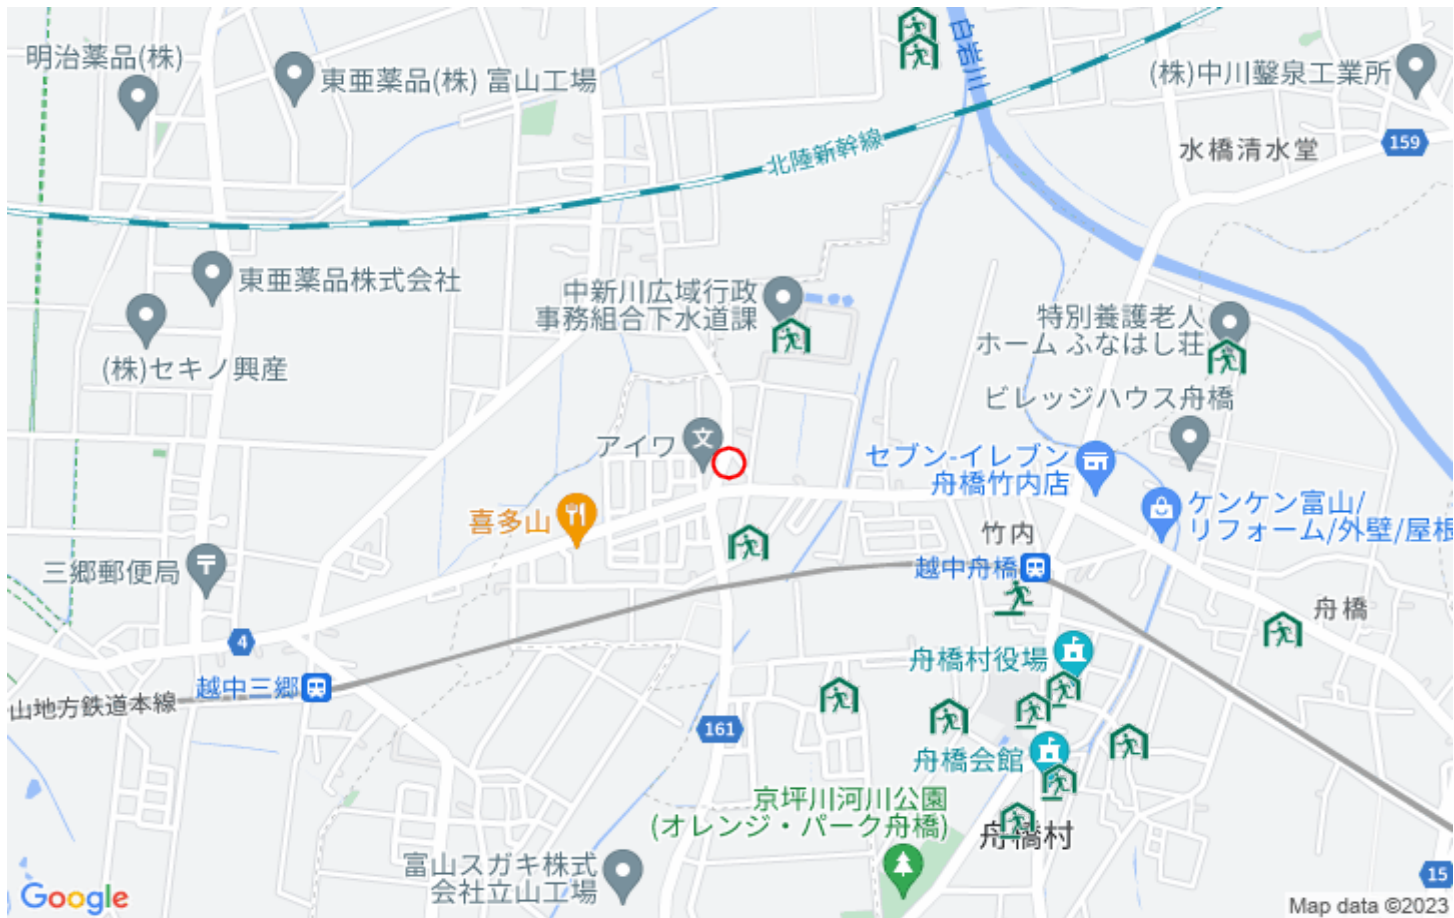 明治薬品(株)
東亜薬品(株) 富山工場
白岩川
(株)中川鑿泉工業所
159
水橋清水堂
北陸新幹線
東亜薬品株式会社
中新川広域行政
事務組合下水道課
特別養護老人
ホーム ふなはし荘
(株)セキノ興産
ビレッジハウス舟橋
アイワ
文
セブン-イレブン
舟橋竹内店
喜多山
ケンケン富山/
リフォーム/外壁/屋根
竹内
三郷郵便局
越中舟橋
舟橋
4
舟橋村役場
越中三郷
山地方鉄道本線
161
舟橋会館
京坪川河川公園
(オレンジ・パーク舟橋)
舟橋村
富山スガキ株式
会社立山工場
15
Google
Map data ©2023